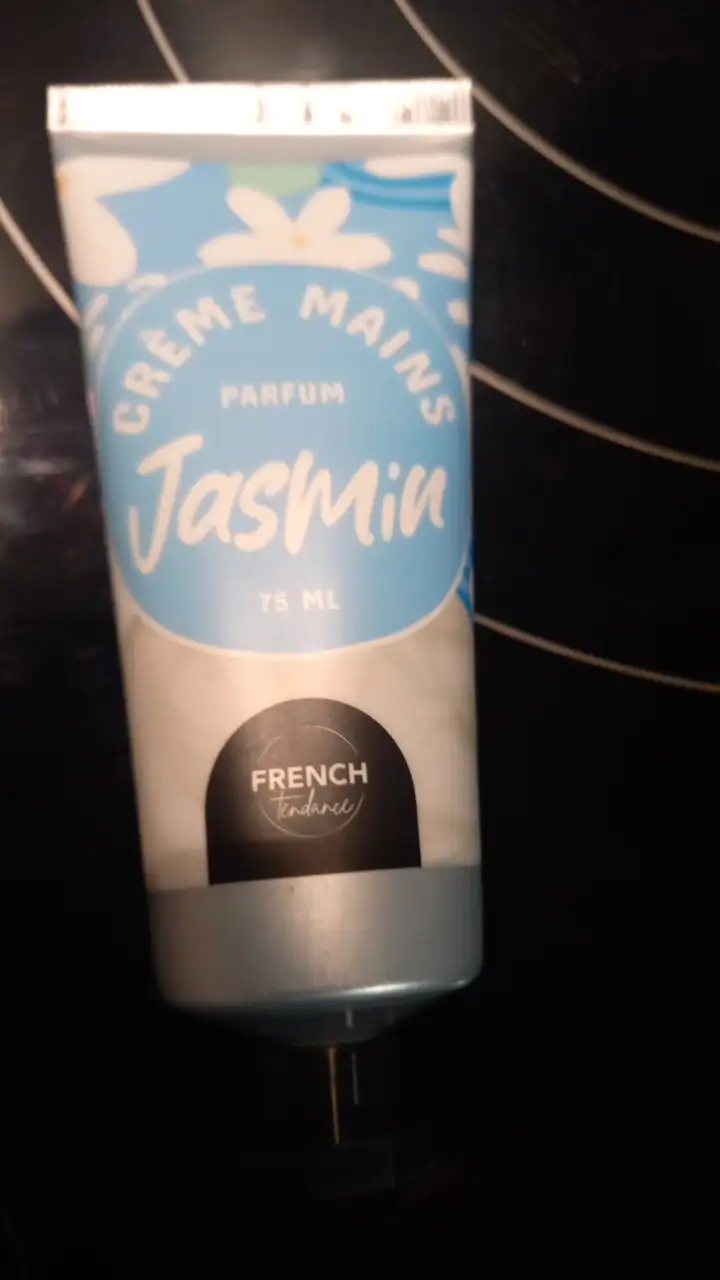 CRÈME MAINS
PARFUM
Jasmin
75 ML
FRENCH
tendance